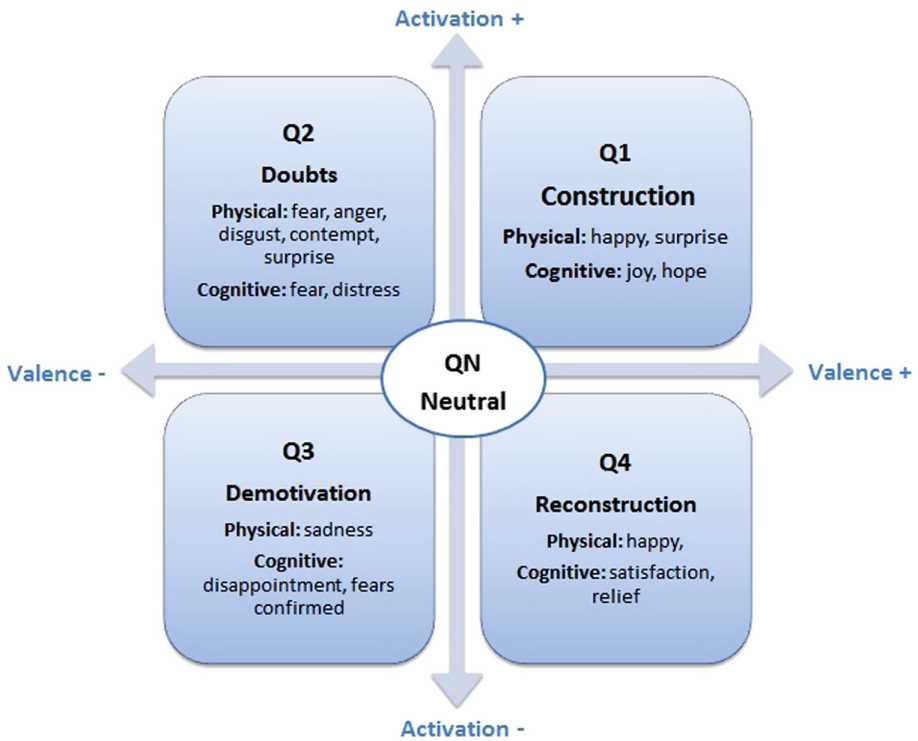 Activation +
Q2
Doubts
Physical: fear, anger,
disgust, contempt,
surprise
Cognitive: fear, distress
Q1
Construction
Physical: happy, surprise
Cognitive: joy, hope
Valence -
QN
Neutral
Valence +
Q3
Demotivation
Physical: sadness
Cognitive:
disappointment, fears
confirmed
Q4
Reconstruction
Physical: happy,
Cognitive: satisfaction,
relief
Activation -